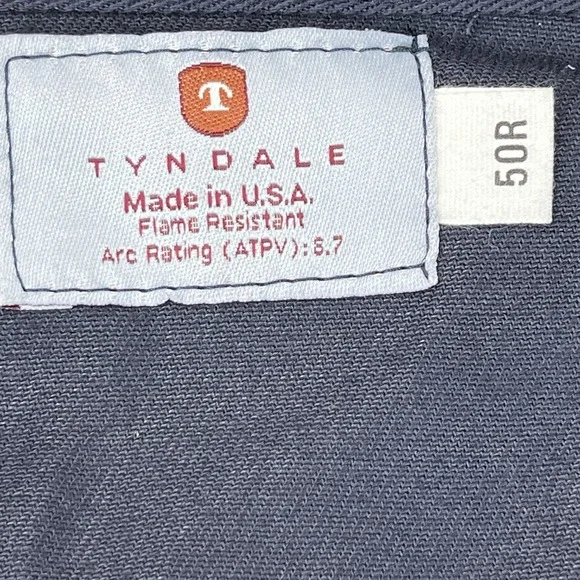 T
TYNDALE
Made in U.S.A.
Flame Resistant
Arc Rating (ATPV): 8.7
50R